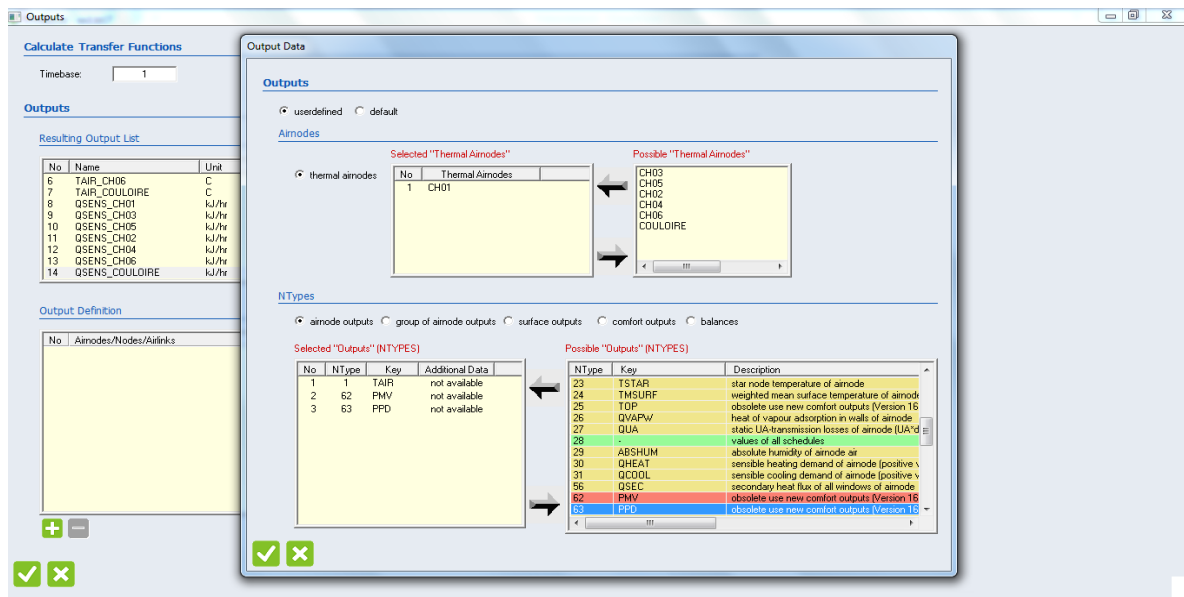 Outputs
Calculate Transfer Functions
Timebase: 1
Outputs
Resulting Output List
No Name Unit
6 TAIR_CH06 C
7 TAIR_COULOIRE C
8 QSENS_CH01 kJ/hr
9 QSENS_CH03 kJ/hr
10 QSENS_CH05 kJ/hr
11 QSENS_CH02 kJ/hr
12 QSENS_CH04 kJ/hr
13 QSENS_CH06 kJ/hr
14 QSENS_COULOIRE kJ/hr
Output Definition
No Airnodes/Nodes/Airlinks
Output Data
Outputs
userdefined default
Airnodes
Selected "Thermal Airnodes" Possible "Thermal Airnodes"
thermal airnodes
No Thermal Airnodes
1 CH01
CH03
CH05
CH02
CH04
CH06
COULOIRE
NTypes
airnode outputs group of airnode outputs surface outputs comfort outputs balances
Selected "Outputs" (NTYPES) Possible "Outputs" (NTYPES)
No NType Key Additional Data
1 1 TAIR not available
2 62 PMV not available
3 63 PPD not available
NType Key Description
23 TSTAR star node temperature of airnode
24 TMSURF weighted mean surface temperature of airnode
25 TOP obsolete use new comfort outputs (Version 16
26 QVAPW heat of vapour adsorption in walls of airnode
27 QUA static UA-transmission losses of airnode (UA*d
28 - values of all schedules
29 ABSHUM absolute humidity of airnode air
30 QHEAT sensible heating demand of airnode (positive v
31 QCOOL sensible cooling demand of airnode (positive v
56 QSEC secondary heat flux of all windows of airnode
62 PMV obsolete use new comfort outputs (Version 16
63 PPD obsolete use new comfort outputs (Version 16